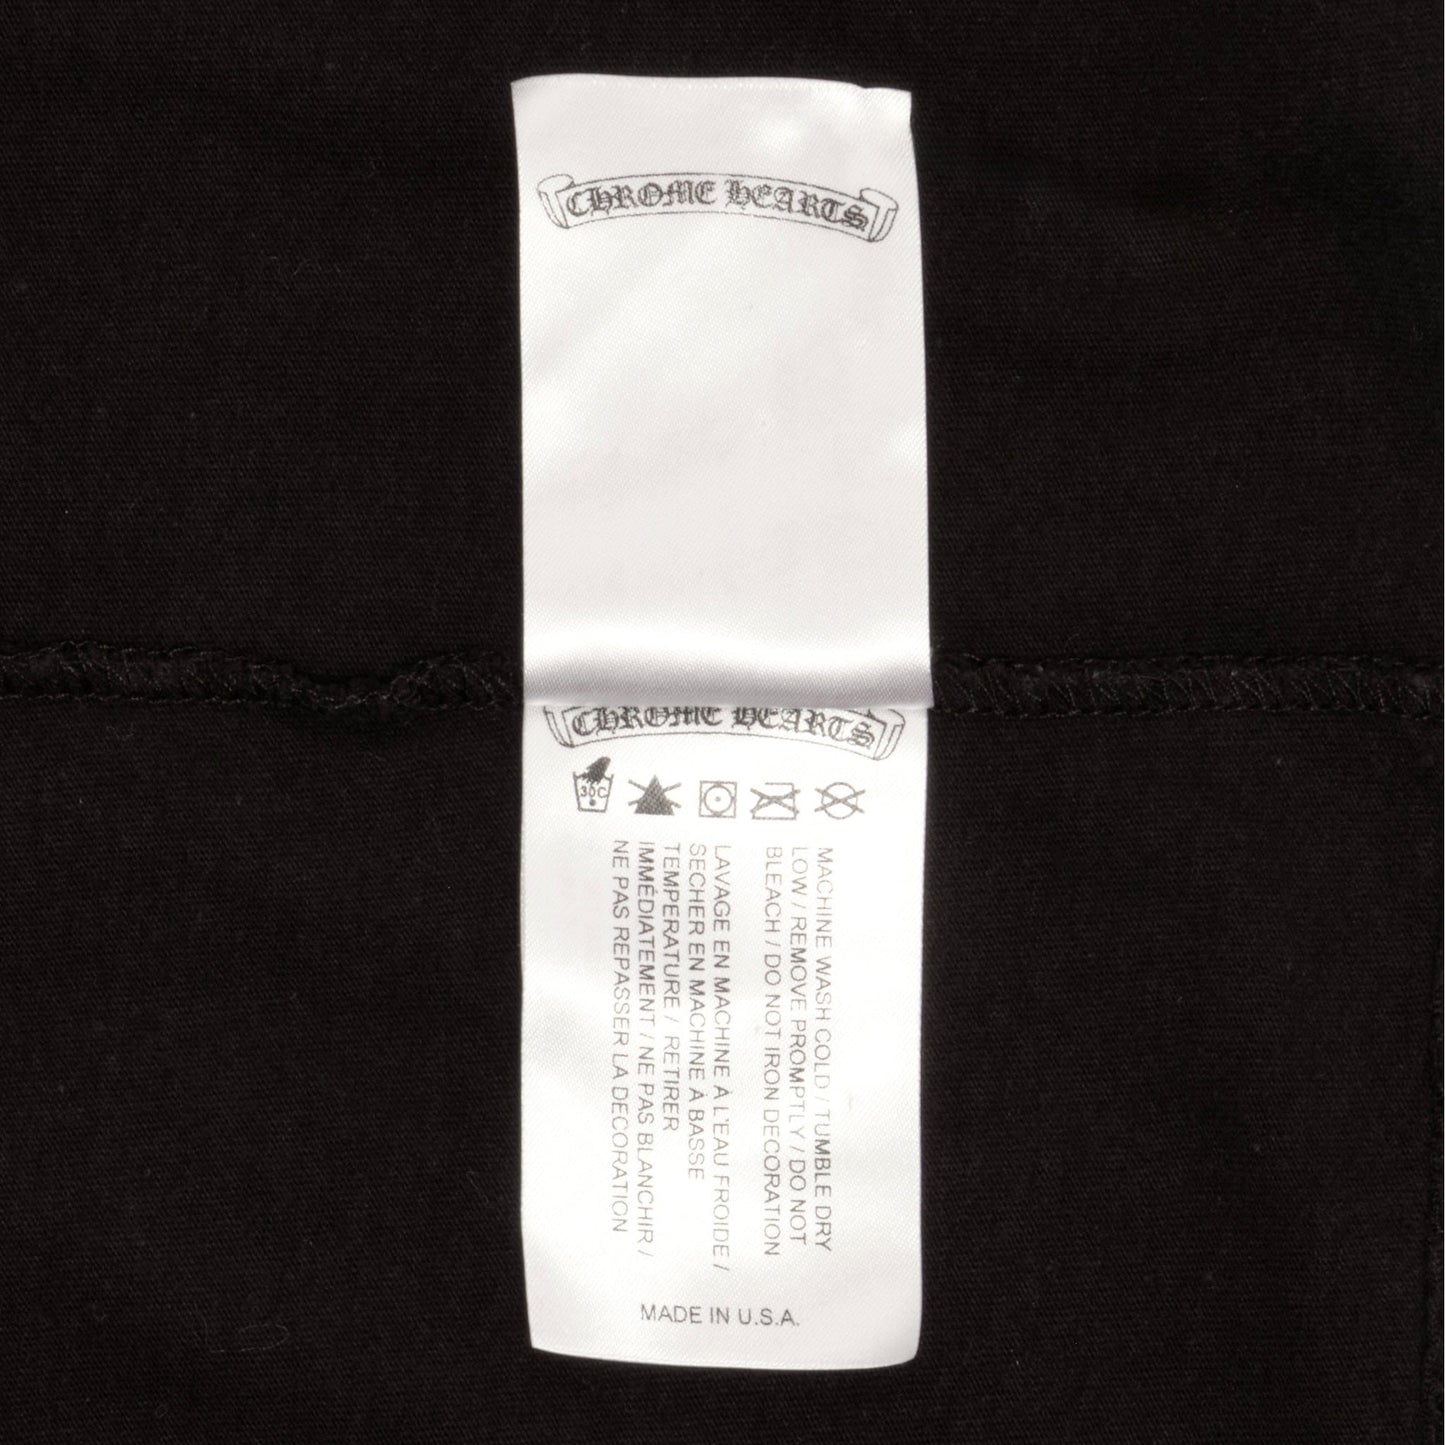 CHROME HEARTS
CHROME HEARTS
30C
MACHINE WASH COLD / TUMBLE DRY
LOW / REMOVE PROMPTLY / DO NOT
BLEACH / DO NOT IRON DECORATION
LAVAGE EN MACHINE À L'EAU FROIDE /
SECHER EN MACHINE À BASSE
TEMPERATURE / RETIRER
IMMÉDIATEMENT / NE PAS BLANCHIR /
NE PAS REPASSER LA DECORATION
MADE IN U.S.A.